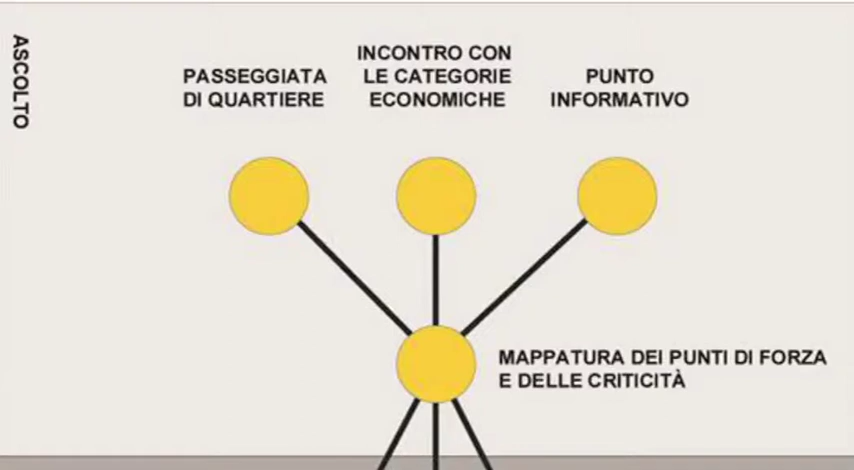 ASCOLTO
PASSEGGIATA
DI QUARTIERE
INCONTRO CON
LE CATEGORIE
ECONOMICHE
PUNTO
INFORMATIVO
MAPPATURA DEI PUNTI DI FORZA
E DELLE CRITICITÀ